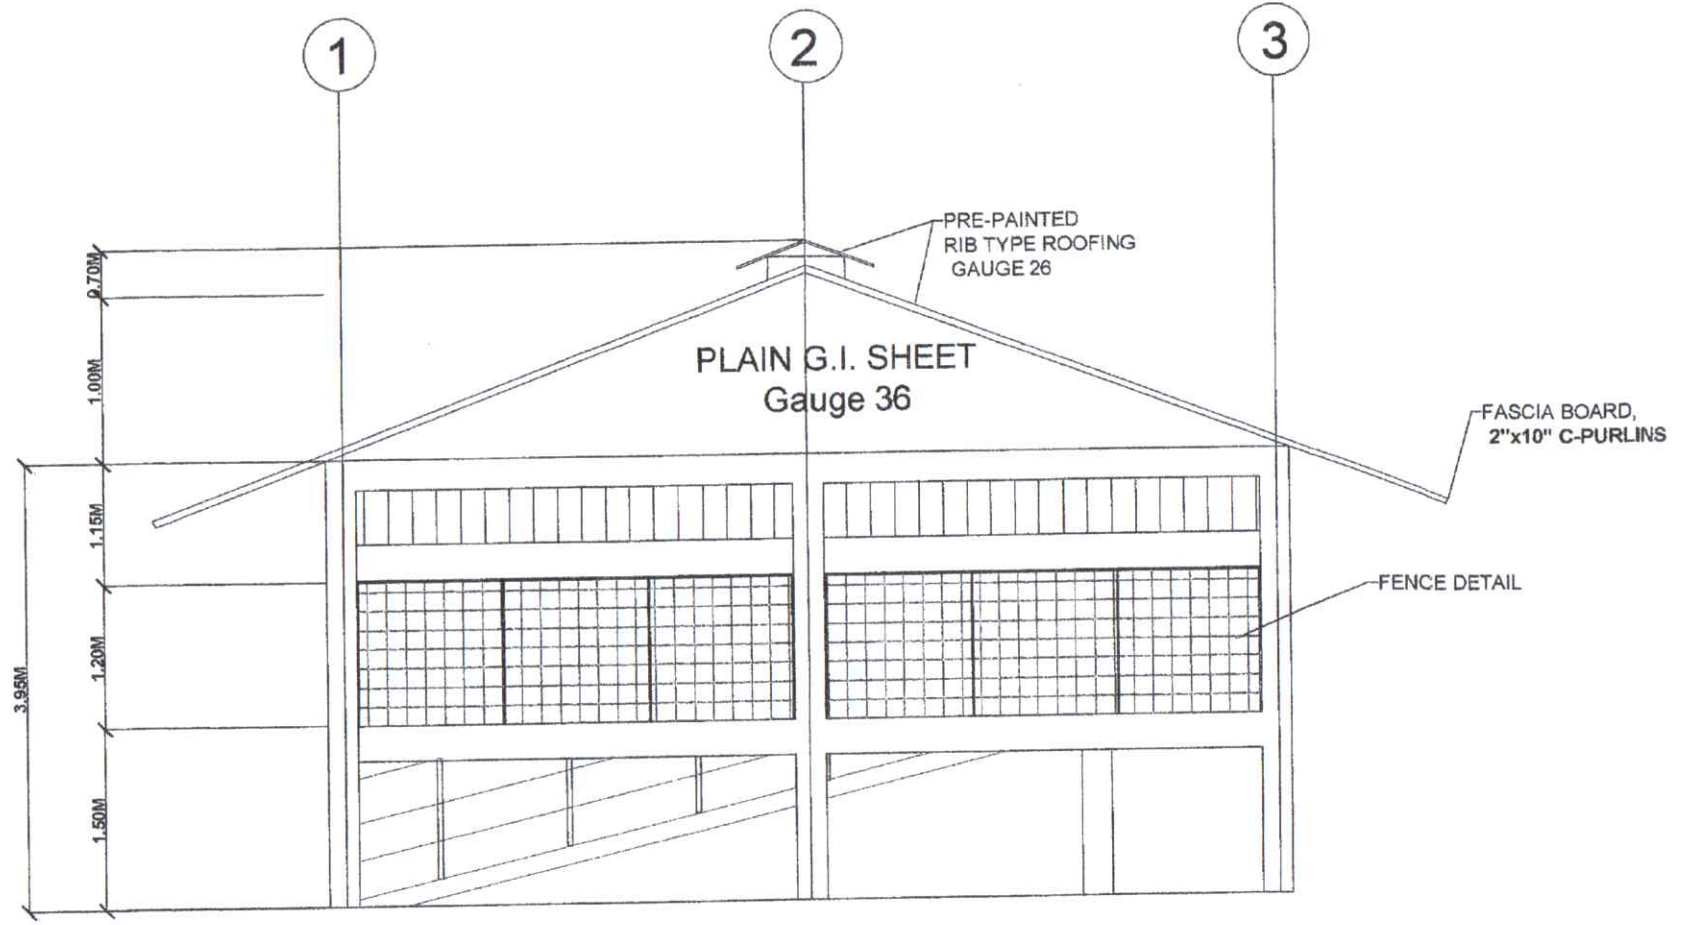 1
2
3
PRE-PAINTED
RIB TYPE ROOFING
GAUGE 26
0.70M
PLAIN G.I. SHEET
Gauge 36
1.00M
FASCIA BOARD,
2"x10" C-PURLINS
1.15M
FENCE DETAIL
1.20M
3.95M
1.50M